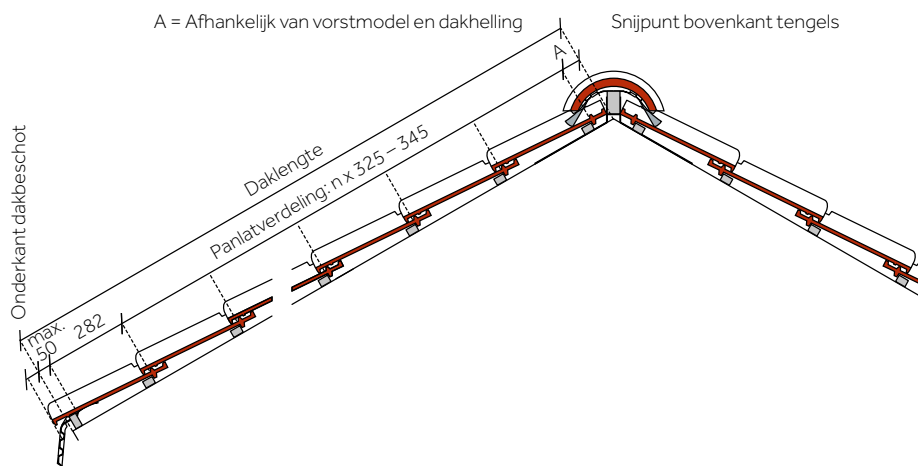 A = Afhankelijk van vorstmodel en dakhelling
Snijpunt bovenkant tengels
A
Daklengte
Panlatverdeling: n x 325 – 345
Onderkant dakbeschot
max.
50
282